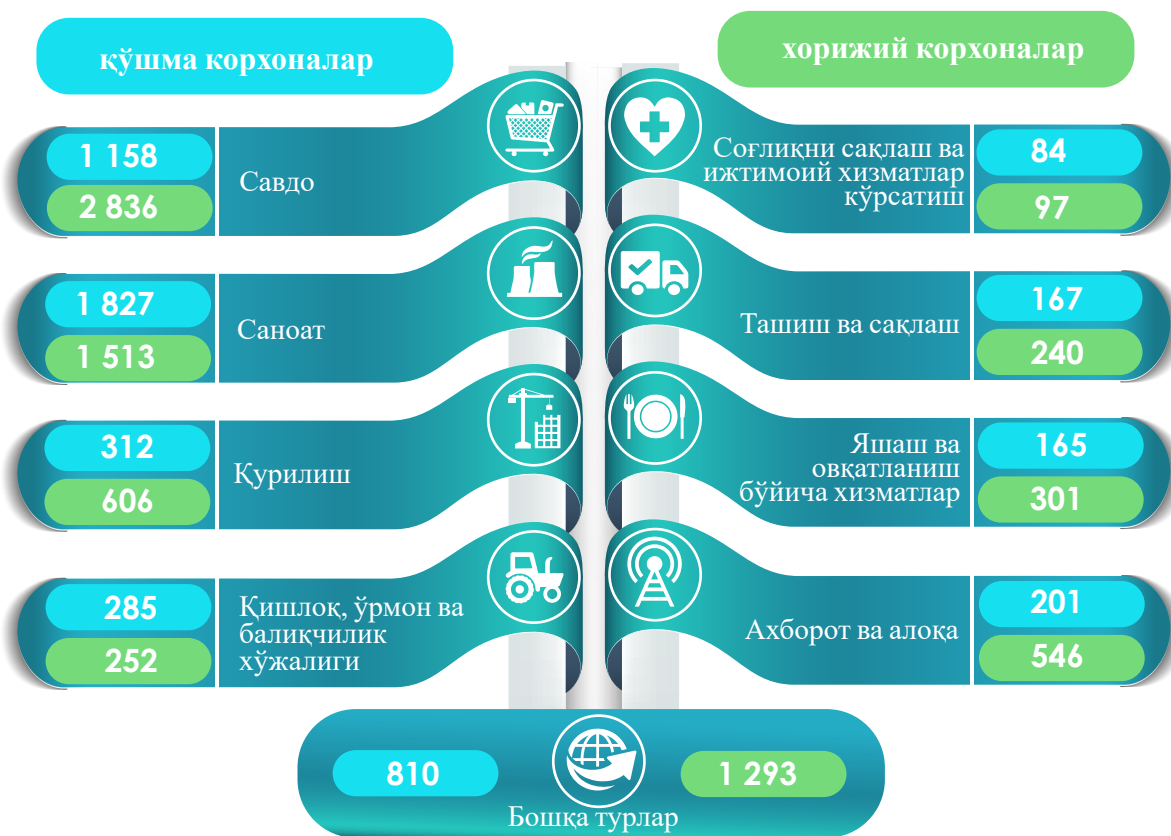 қўшма корхоналар
хорижий корхоналар
1 158
2 836
Савдо
1 827
1 513
Саноат
312
606
Қурилиш
285
252
Қишлоқ, ўрмон ва
балиқчилик
хўжалиги
Соғлиқни сақлаш ва
ижтимоий хизматлар
кўрсатиш
84
97
Ташиш ва сақлаш
167
240
Яшаш ва
овқатланиш
бўйича хизматлар
165
301
Ахборот ва алоқа
201
546
810
1 293
Бошқа турлар